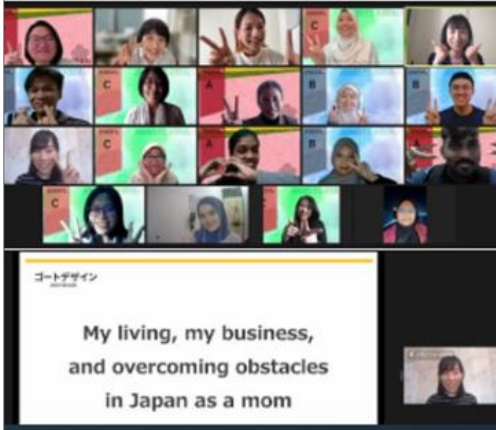 C
C
A
B
B
C
A
B
A
C
ゴートデザイン
My living, my business,
and overcoming obstacles
in Japan as a mom